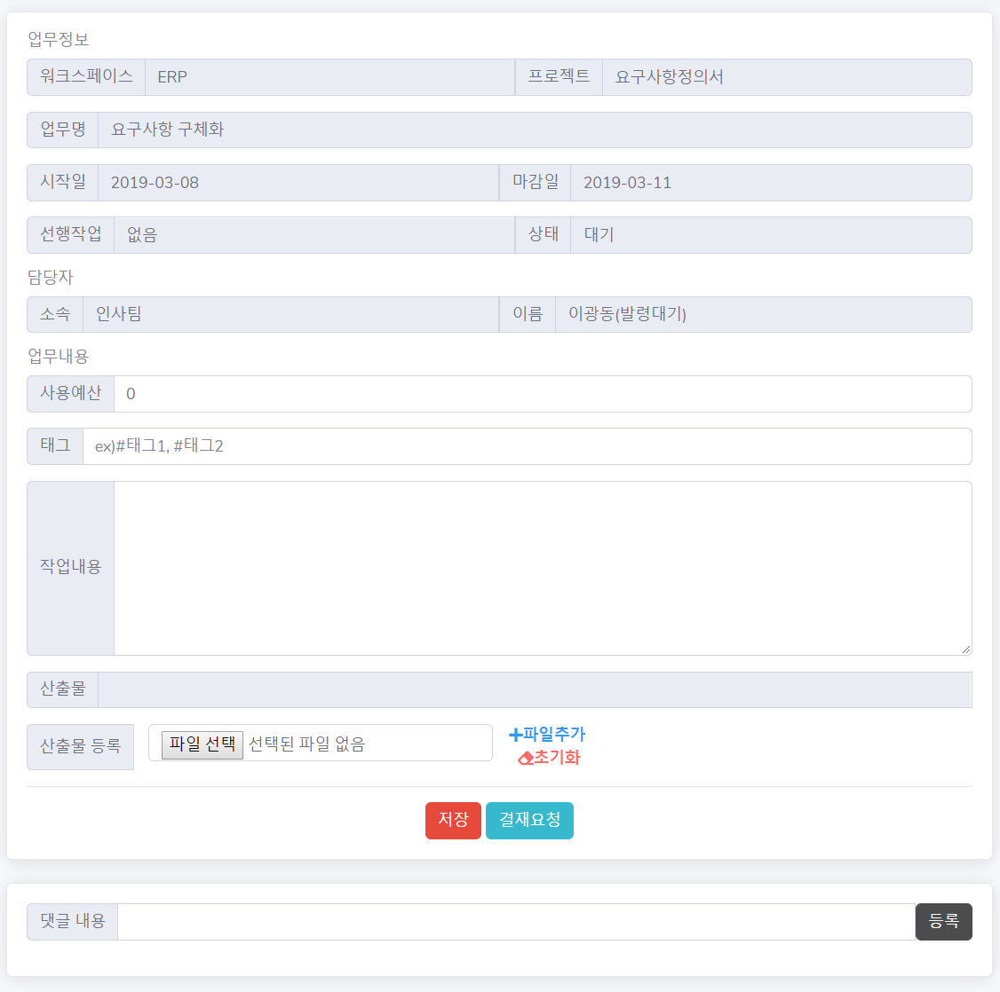 업무정보
워크스페이스 ERP 프로젝트 요구사항정의서
업무명 요구사항 구체화
시작일 2019-03-08 마감일 2019-03-11
선행작업 없음 상태 대기
담당자
소속 인사팀 이름 이광동(발령대기)
업무내용
사용예산 0
태그 ex)#태그1, #태그2
작업내용
산출물
산출물 등록 파일 선택 선택된 파일 없음 파일추가
초기화
저장 결재요청
댓글 내용 등록